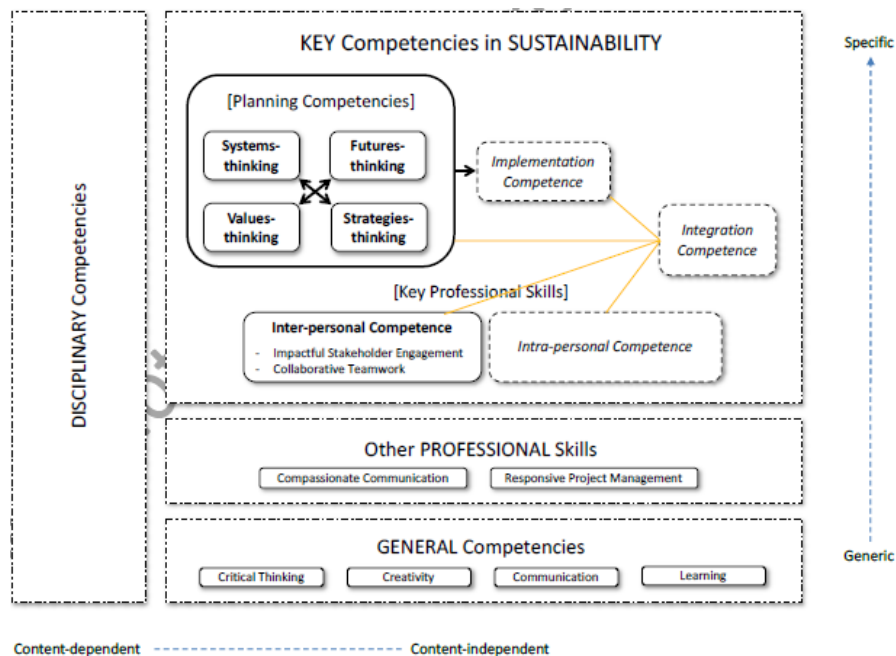 KEY Competencies in SUSTAINABILITY
Specific
[Planning Competencies]
Systems-
thinking
Futures-
thinking
Implementation
Competence
Values-
thinking
Strategies-
thinking
Integration
Competence
[Key Professional Skills]
Inter-personal Competence
- Impactful Stakeholder Engagement
- Collaborative Teamwork
Intra-personal Competence
DISCIPLINARY Competencies
Other PROFESSIONAL Skills
Compassionate Communication
Responsive Project Management
GENERAL Competencies
Generic
Critical Thinking
Creativity
Communication
Learning
Content-dependent
Content-independent